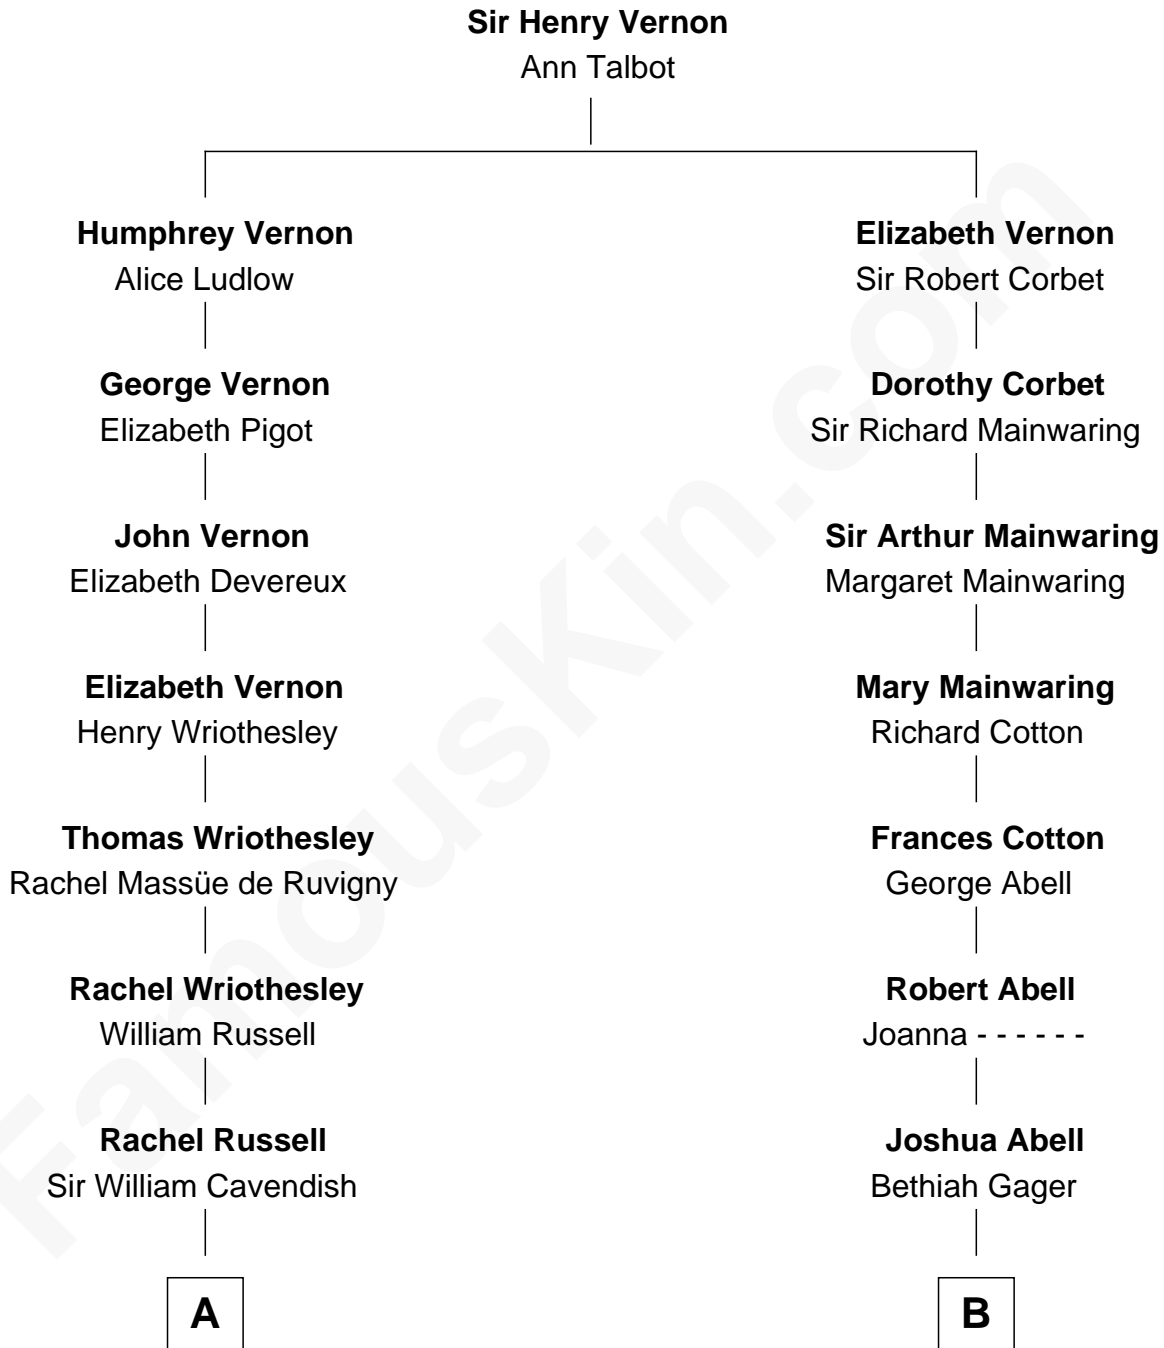 Sir Henry Vernon
Ann Talbot
Humphrey Vernon
Alice Ludlow
Elizabeth Vernon
Sir Robert Corbet
George Vernon
Elizabeth Pigot
Dorothy Corbet
Sir Richard Mainwaring
John Vernon
Elizabeth Devereux
Sir Arthur Mainwaring
Margaret Mainwaring
Elizabeth Vernon
Henry Wriothesley
Mary Mainwaring
Richard Cotton
Thomas Wriothesley
Rachel Massüe de Ruvigny
Frances Cotton
George Abell
Rachel Wriothesley
William Russell
Robert Abell
Joanna - - - - - -
Rachel Russell
Sir William Cavendish
Joshua Abell
Bethiah Gager
A
B
FamousKin.com